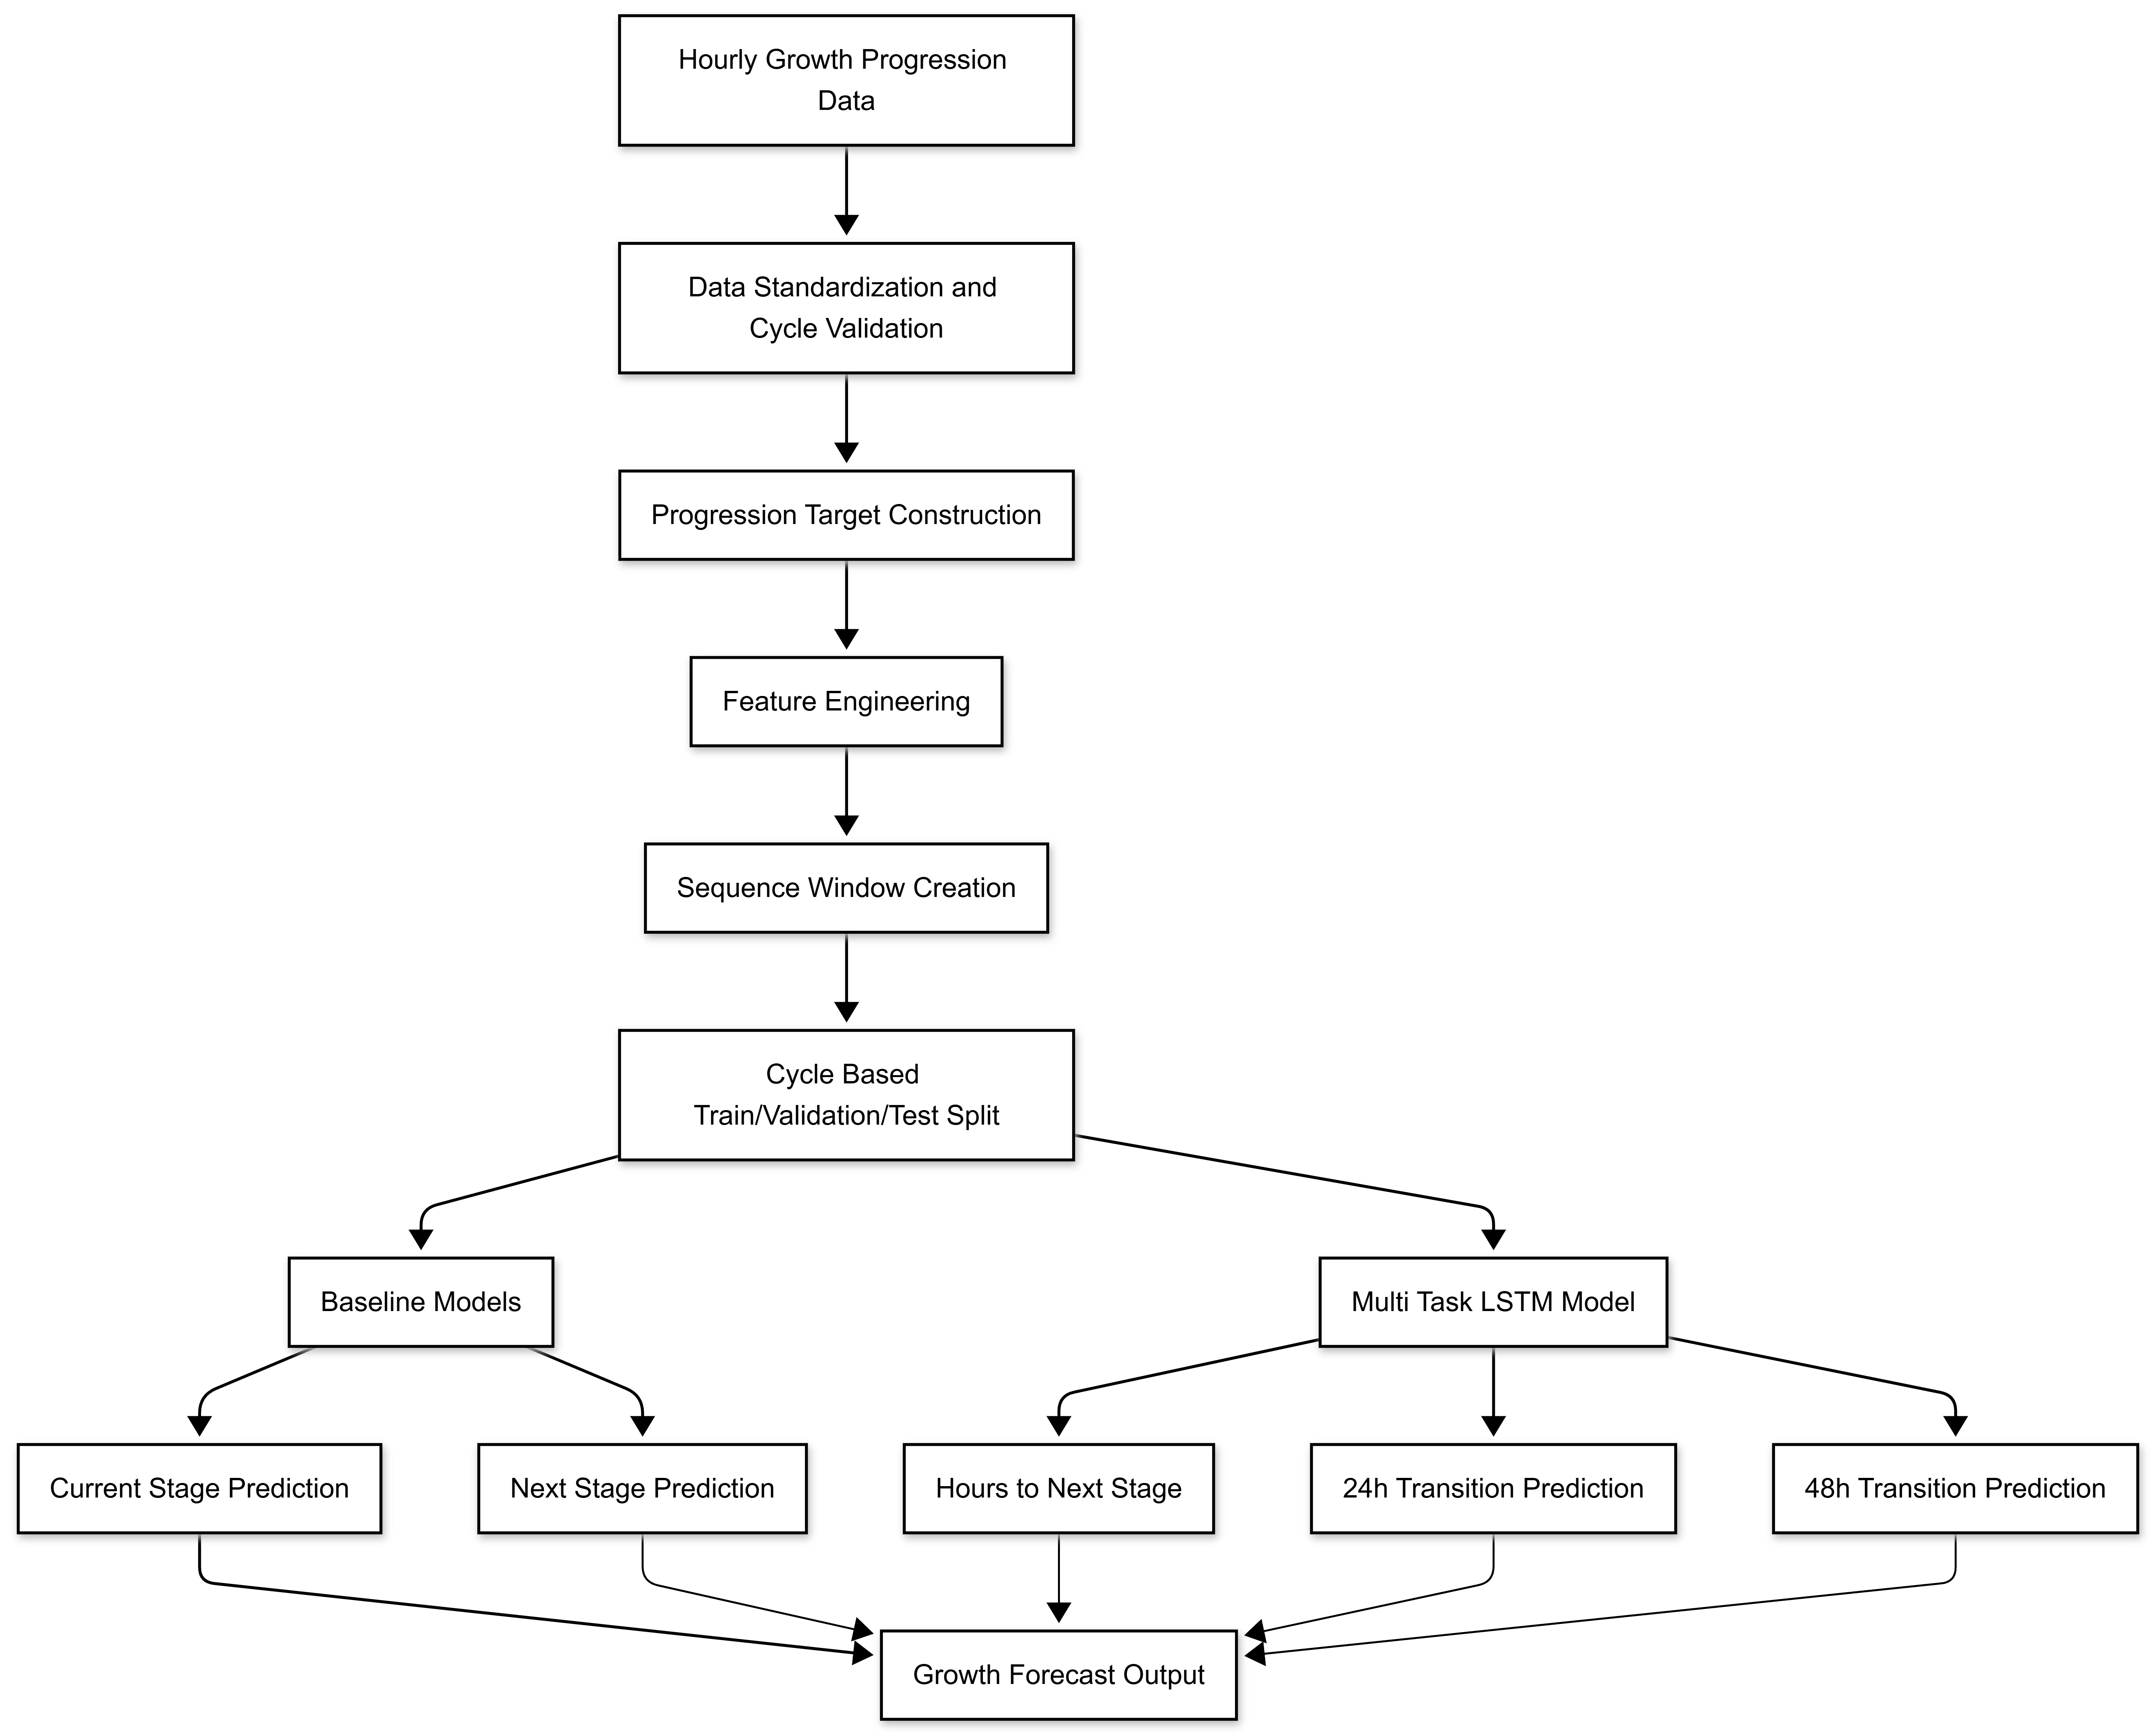 Hourly Growth Progression
Data
Data Standardization and
Cycle Validation
Progression Target Construction
Feature Engineering
Sequence Window Creation
Cycle Based
Train/Validation/Test Split
Baseline Models
Multi Task LSTM Model
Current Stage Prediction
Next Stage Prediction
Hours to Next Stage
24h Transition Prediction
48h Transition Prediction
Growth Forecast Output